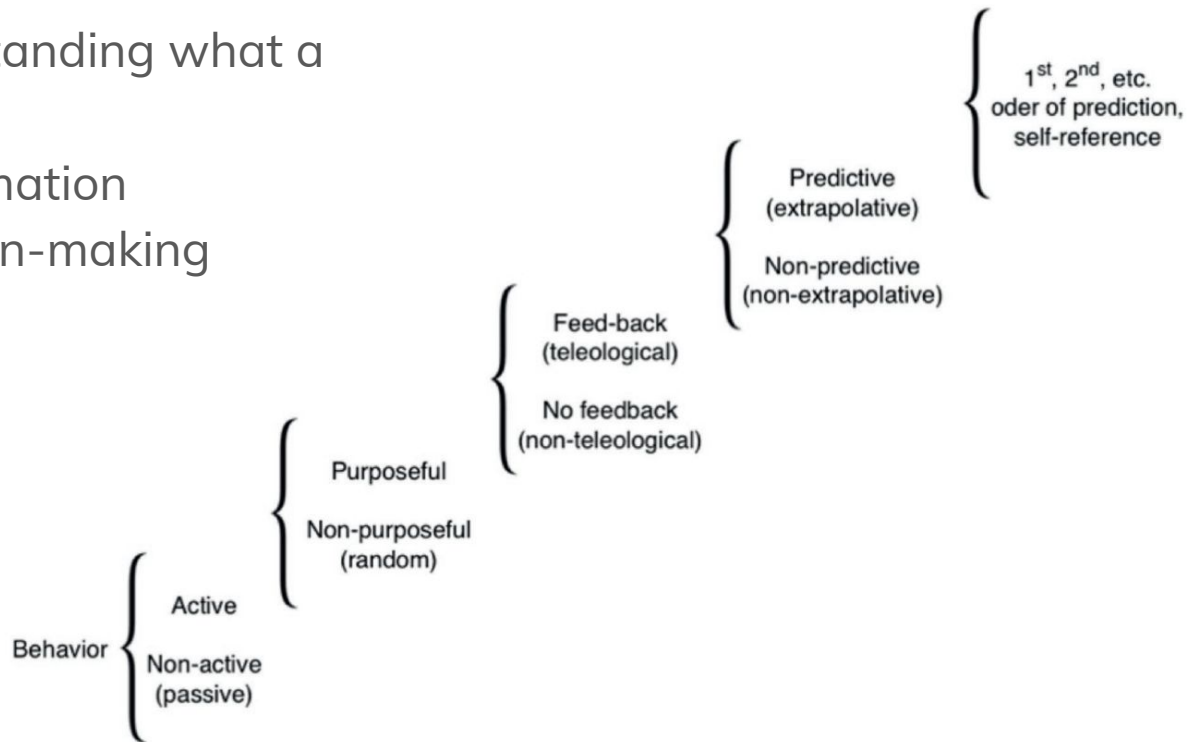 tanding what a
nation
n-making
1st, 2nd, etc.
oder of prediction,
self-reference
Predictive
(extrapolative)
Non-predictive
(non-extrapolative)
Feed-back
(teleological)
No feedback
(non-teleological)
Purposeful
Non-purposeful
(random)
Active
Behavior
Non-active
(passive)